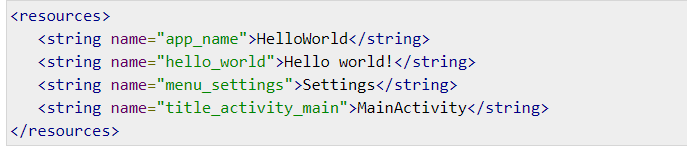 <resources>
<string name="app_name">HelloWorld</string>
<string name="hello_world">Hello world!</string>
<string name="menu_settings">Settings</string>
<string name="title_activity_main">MainActivity</string>
</resources>